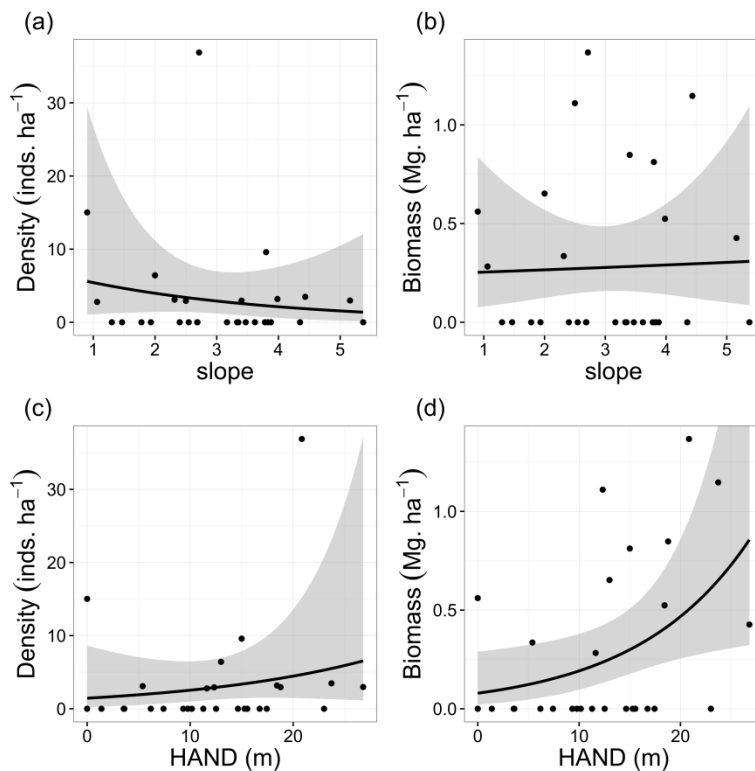 (a)
(b)
Density (inds. ha⁻¹)
30
20
10
0
1 2 3 4 5
slope
Biomass (Mg. ha⁻¹)
1.0
0.5
0.0
1 2 3 4 5
slope
(c)
(d)
Density (inds. ha⁻¹)
30
20
10
0
0 10 20
HAND (m)
Biomass (Mg. ha⁻¹)
1.0
0.5
0.0
0 10 20
HAND (m)